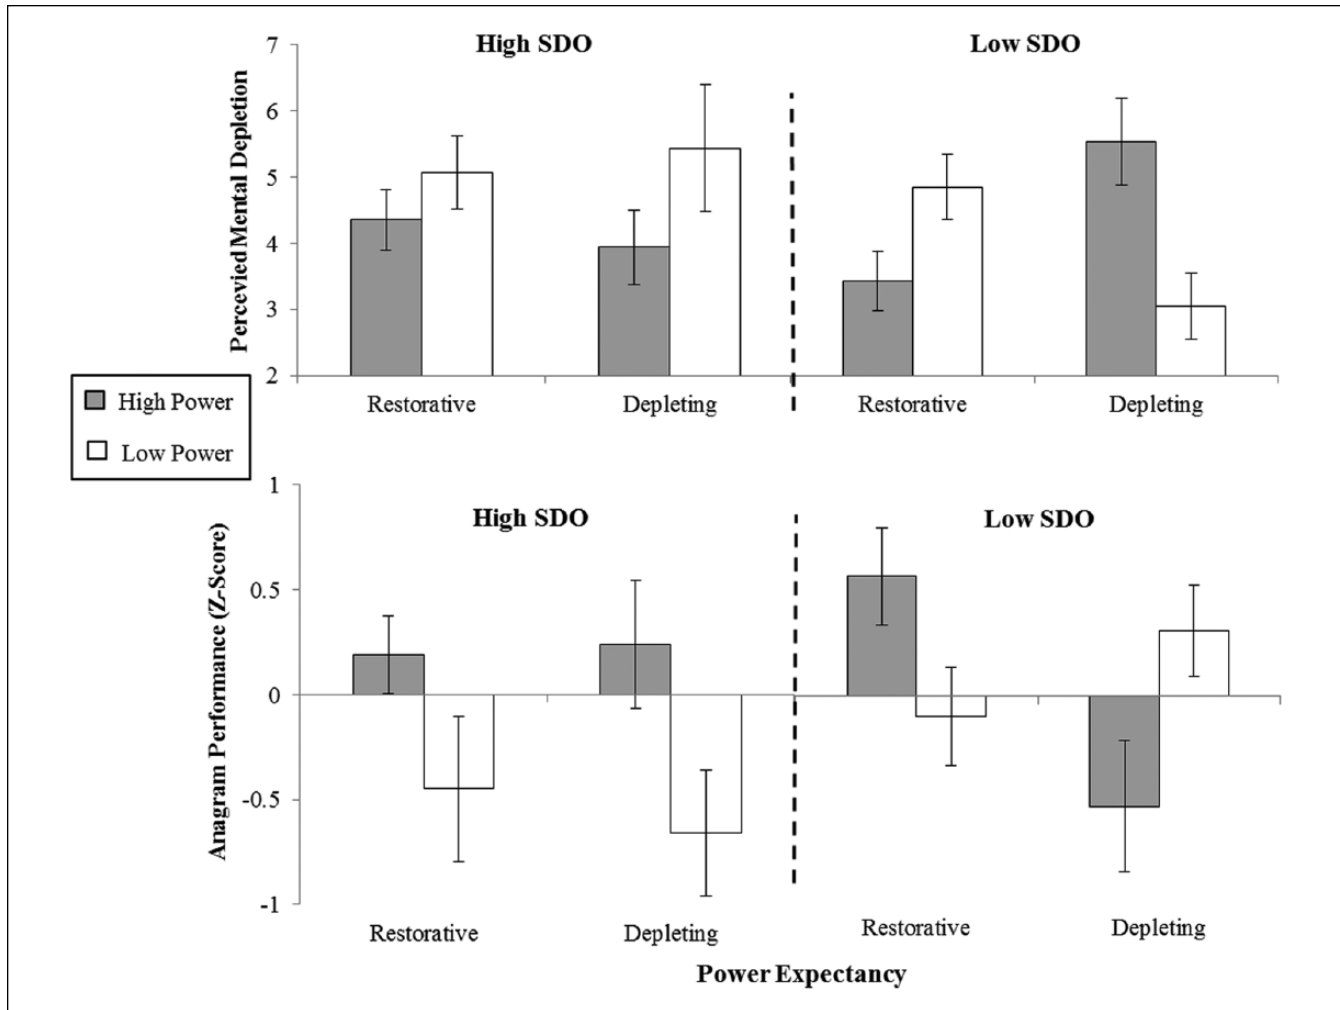 High SDO
Low SDO
Percevied Mental Depletion
7
6
5
4
3
2
Restorative
Depleting
Restorative
Depleting
High Power
Low Power
High SDO
Low SDO
Anagram Performance (Z-Score)
1
0.5
0
-0.5
-1
Restorative
Depleting
Restorative
Depleting
Power Expectancy